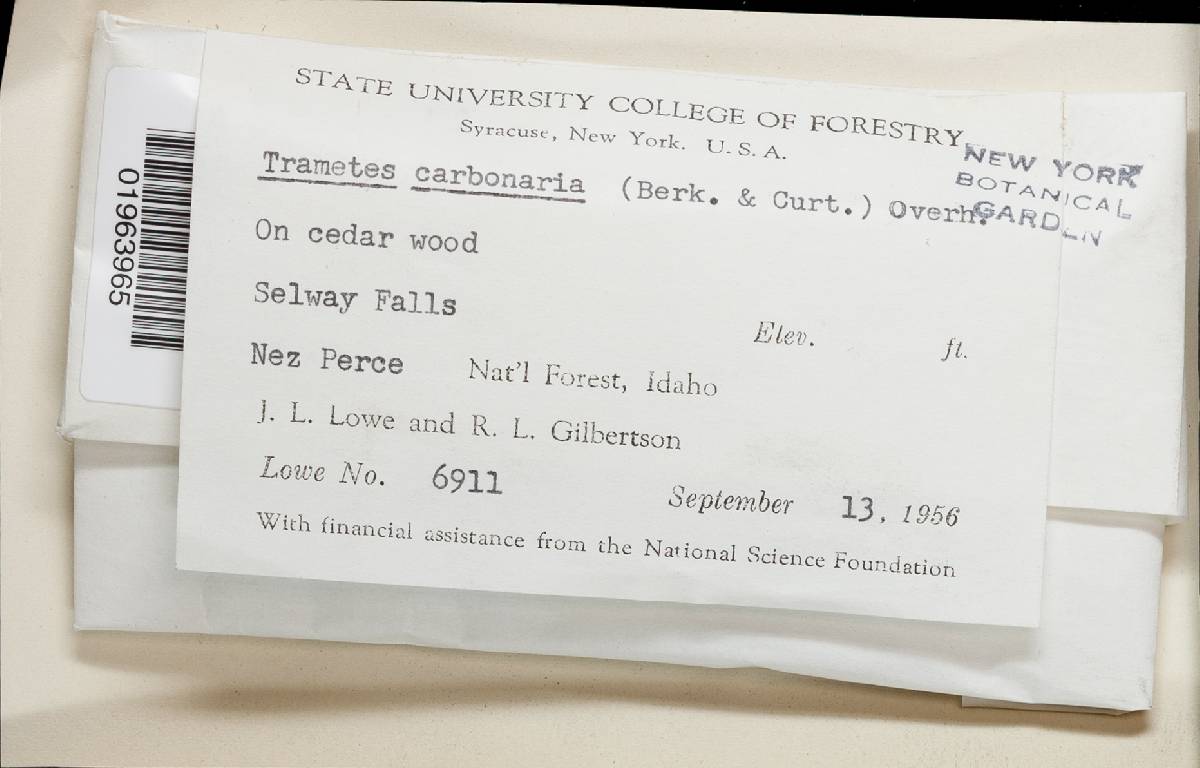 STATE UNIVERSITY COLLEGE OF FORESTRY
Syracuse, New York. U. S. A.
NEW YORK
BOTANICAL
GARDEN
Trametes carbonaria (Berk. & Curt.) Overh.
On cedar wood
Selway Falls
Elev. ft.
Nez Perce Nat'l Forest, Idaho
J. L. Lowe and R. L. Gilbertson
Lowe No. 6911 September 13, 1956
With financial assistance from the National Science Foundation
01963965